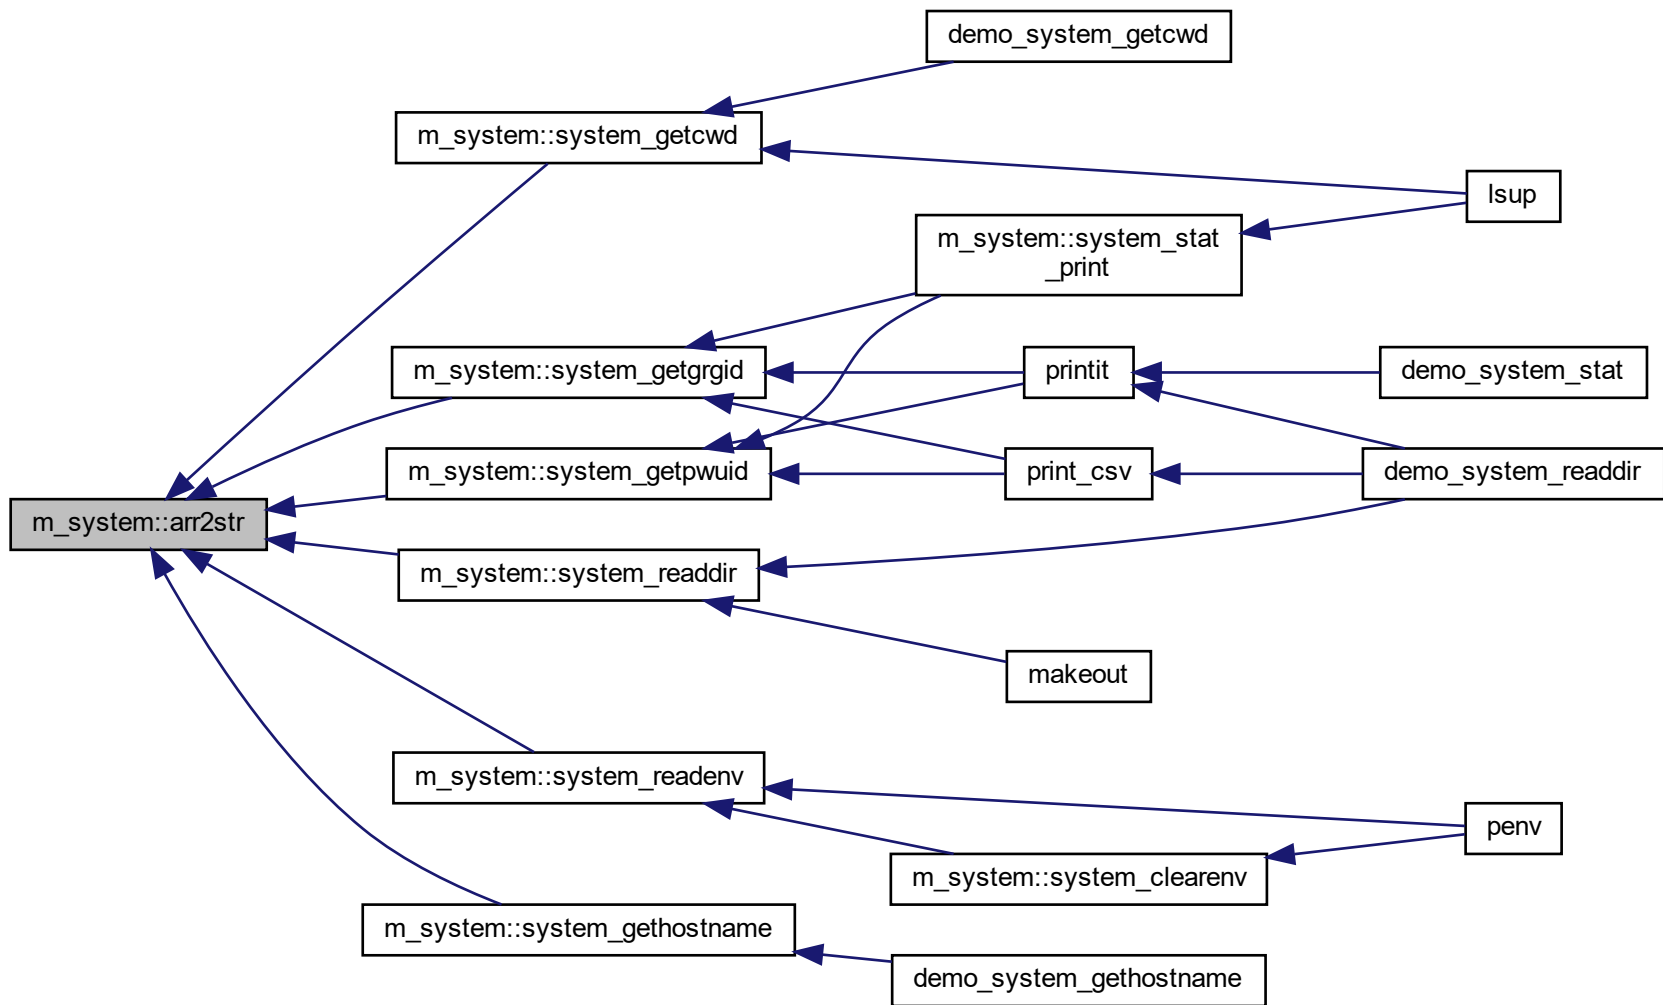 demo_system_getcwd
m_system::system_getcwd
lsup
m_system::system_stat
_print
m_system::system_getgrgid
printit
demo_system_stat
m_system::system_getpwuid
print_csv
demo_system_readdir
m_system::arr2str
m_system::system_readdir
makeout
m_system::system_readenv
penv
m_system::system_clearenv
m_system::system_gethostname
demo_system_gethostname